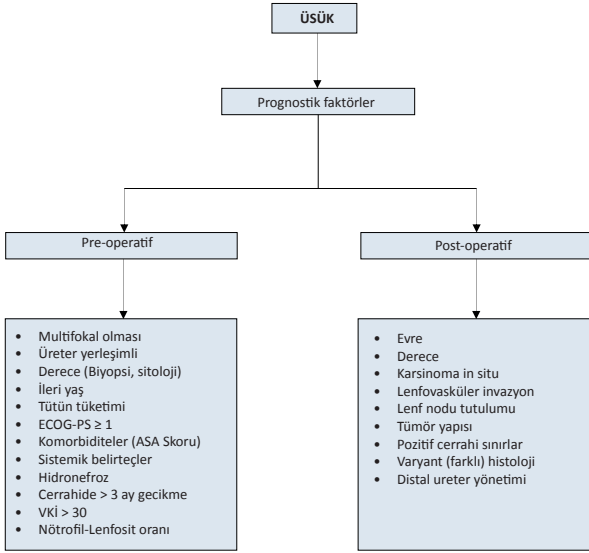 ÜSÜK
Prognostik faktörler
Pre-operatif
Post-operatif
• Multifokal olması
• Üreter yerleşimli
• Derece (Biyopsi, sitoloji)
• İleri yaş
• Tütün tüketimi
• ECOG-PS ≥ 1
• Komorbiditeler (ASA Skoru)
• Sistemik belirteçler
• Hidronefroz
• Cerrahide > 3 ay gecikme
• VKİ > 30
• Nötrofil-Lenfosit oranı
• Evre
• Derece
• Karsinoma in situ
• Lenfovasküler invazyon
• Lenf nodu tutulumu
• Tümör yapısı
• Pozitif cerrahi sınırlar
• Varyant (farklı) histoloji
• Distal ureter yönetimi